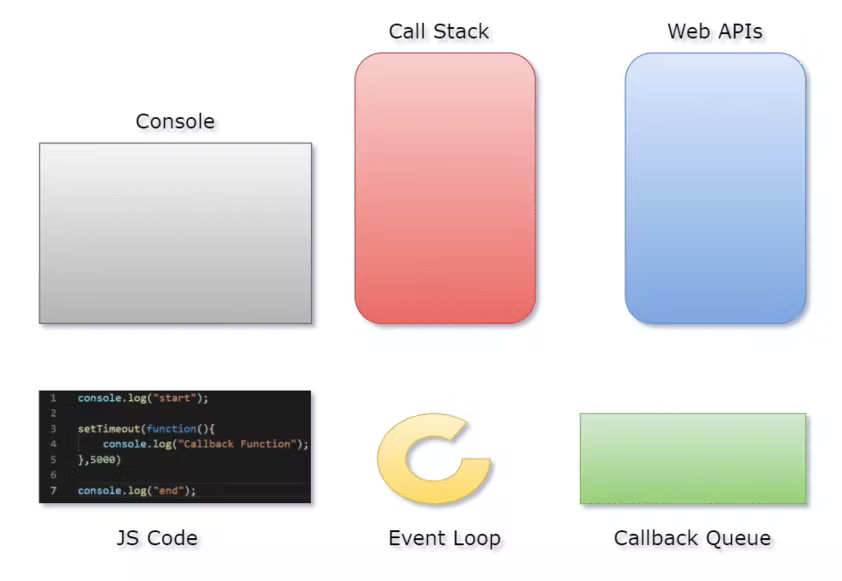 Call Stack
Web APIs
Console
1 console.log("start");
2
3 setTimeout(function(){
4 console.log("Callback Function");
5 },5000)
6
7 console.log("end");
JS Code
Event Loop
Callback Queue